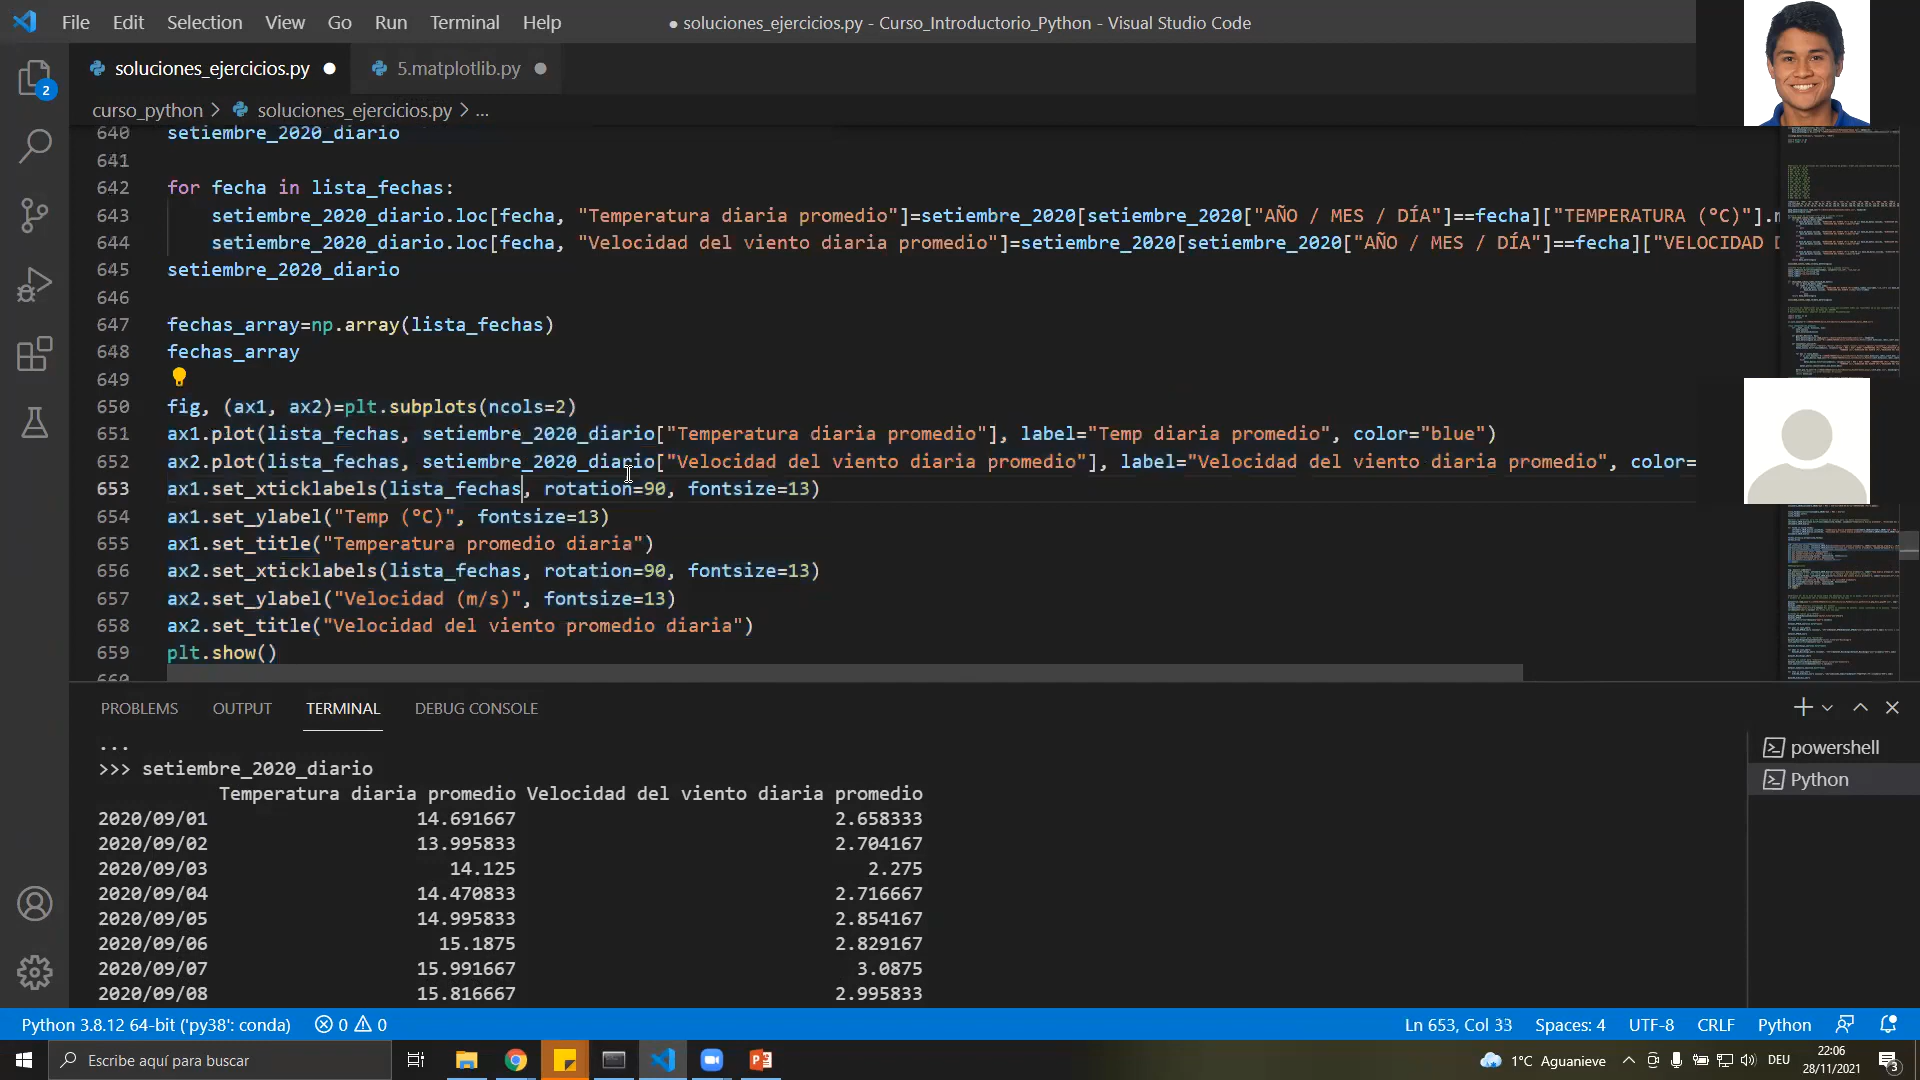 File Edit Selection View Go Run Terminal Help
● soluciones_ejercicios.py - Curso_Introductorio_Python - Visual Studio Code
soluciones_ejercicios.py ●
5.matplotlib.py ●
2
curso_python > soluciones_ejercicios.py > ...
640 setiembre_2020_diario
641
642 for fecha in lista_fechas:
643 setiembre_2020_diario.loc[fecha, "Temperatura diaria promedio"]=setiembre_2020[setiembre_2020["AÑO / MES / DÍA"]==fecha]["TEMPERATURA (°C)"].
644 setiembre_2020_diario.loc[fecha, "Velocidad del viento diaria promedio"]=setiembre_2020[setiembre_2020["AÑO / MES / DÍA"]==fecha]["VELOCIDAD
645 setiembre_2020_diario
646
647 fechas_array=np.array(lista_fechas)
648 fechas_array
649
650 fig, (ax1, ax2)=plt.subplots(ncols=2)
651 ax1.plot(lista_fechas, setiembre_2020_diario["Temperatura diaria promedio"], label="Temp diaria promedio", color="blue")
652 ax2.plot(lista_fechas, setiembre_2020_diario["Velocidad del viento diaria promedio"], label="Velocidad del viento diaria promedio", color=
653 ax1.set_xticklabels(lista_fechas, rotation=90, fontsize=13)
654 ax1.set_ylabel("Temp (°C)", fontsize=13)
655 ax1.set_title("Temperatura promedio diaria")
656 ax2.set_xticklabels(lista_fechas, rotation=90, fontsize=13)
657 ax2.set_ylabel("Velocidad (m/s)", fontsize=13)
658 ax2.set_title("Velocidad del viento promedio diaria")
659 plt.show()
660
PROBLEMS OUTPUT TERMINAL DEBUG CONSOLE
powershell
Python
...
>>> setiembre_2020_diario
Temperatura diaria promedio Velocidad del viento diaria promedio
2020/09/01 14.691667 2.658333
2020/09/02 13.995833 2.704167
2020/09/03 14.125 2.275
2020/09/04 14.470833 2.716667
2020/09/05 14.995833 2.854167
2020/09/06 15.1875 2.829167
2020/09/07 15.991667 3.0875
2020/09/08 15.816667 2.995833
Python 3.8.12 64-bit ('py38': conda) 0 0 Ln 653, Col 33 Spaces: 4 UTF-8 CRLF Python
Escribe aquí para buscar
1°C Aguanieve
DEU
22:06
28/11/2021
3